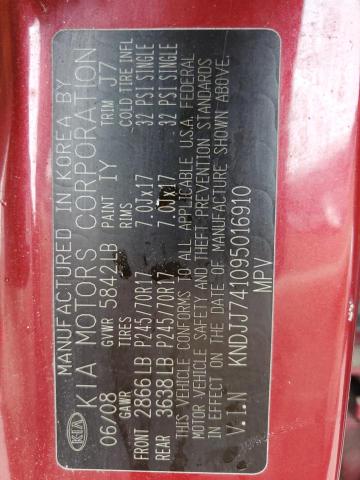 MANUFACTURED IN KOREA BY
KIA KIA MOTORS CORPORATION
06/08 GVWR 5842LB PAINT IY TRIM J7
GAWR TIRES RIMS COLD TIRE INFL
FRONT 2866LB P245/70R17 7.0Jx17 32 PSI SINGLE
REAR 3638LB P245/70R17 7.0Jx17 32 PSI SINGLE
THIS VEHICLE CONFORMS TO ALL APPLICABLE U.S.A. FEDERAL
MOTOR VEHICLE SAFETY AND THEFT PREVENTION STANDARDS
IN EFFECT ON THE DATE OF MANUFACTURE SHOWN ABOVE.
V.I.N KNDJJ741095016910
MPV